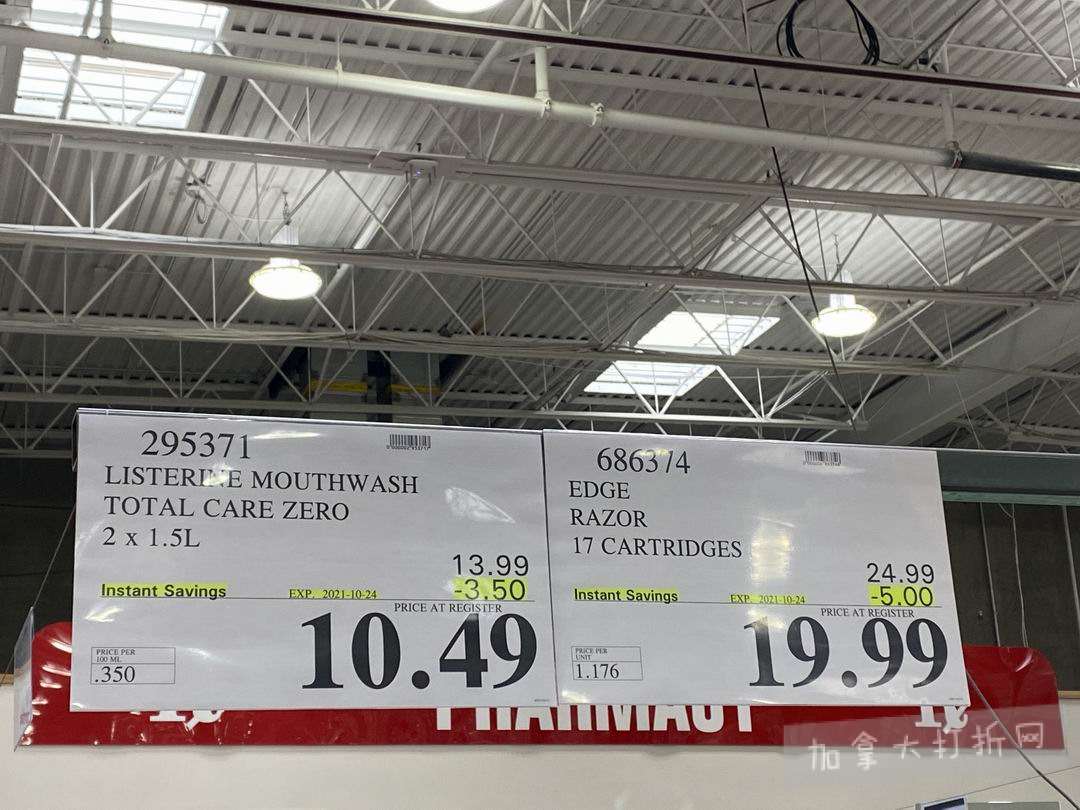 295371
LISTERINE MOUTHWASH
TOTAL CARE ZERO
2 x 1.5L
13.99
Instant Savings EXP. 2021-10-24 -3.50
PRICE AT REGISTER
10.49
PRICE PER
100 ML
.350
686374
EDGE
RAZOR
17 CARTRIDGES
24.99
Instant Savings EXP. 2021-10-24 -5.00
PRICE AT REGISTER
19.99
PRICE PER
UNIT
1.176
PHARMACY
加拿大打折网